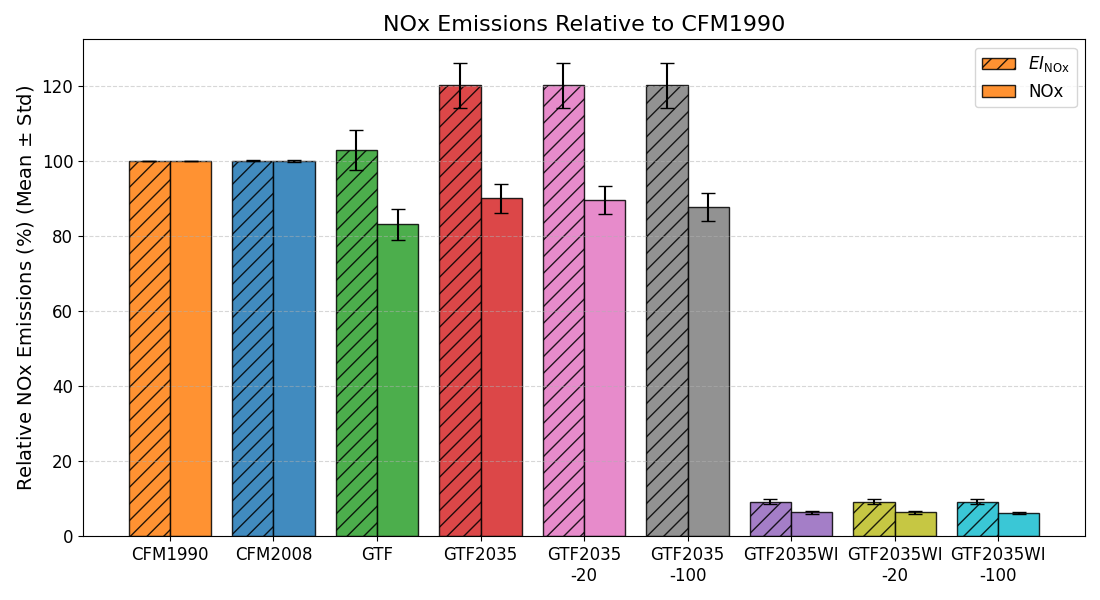 NOx Emissions Relative to CFM1990
Relative NOx Emissions (%) (Mean ± Std)
120
100
80
60
40
20
0
EI_NOx
NOx
CFM1990
CFM2008
GTF
GTF2035
GTF2035
-20
GTF2035
-100
GTF2035WI
GTF2035WI
-20
GTF2035WI
-100